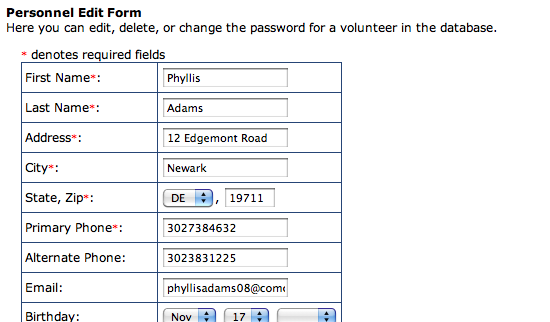 Personnel Edit Form
Here you can edit, delete, or change the password for a volunteer in the database.
* denotes required fields
First Name*: Phyllis
Last Name*: Adams
Address*: 12 Edgemont Road
City*: Newark
State, Zip*: DE , 19711
Primary Phone*: 3027384632
Alternate Phone: 3023831225
Email: phyllisadams08@com
Birthday: Nov 17